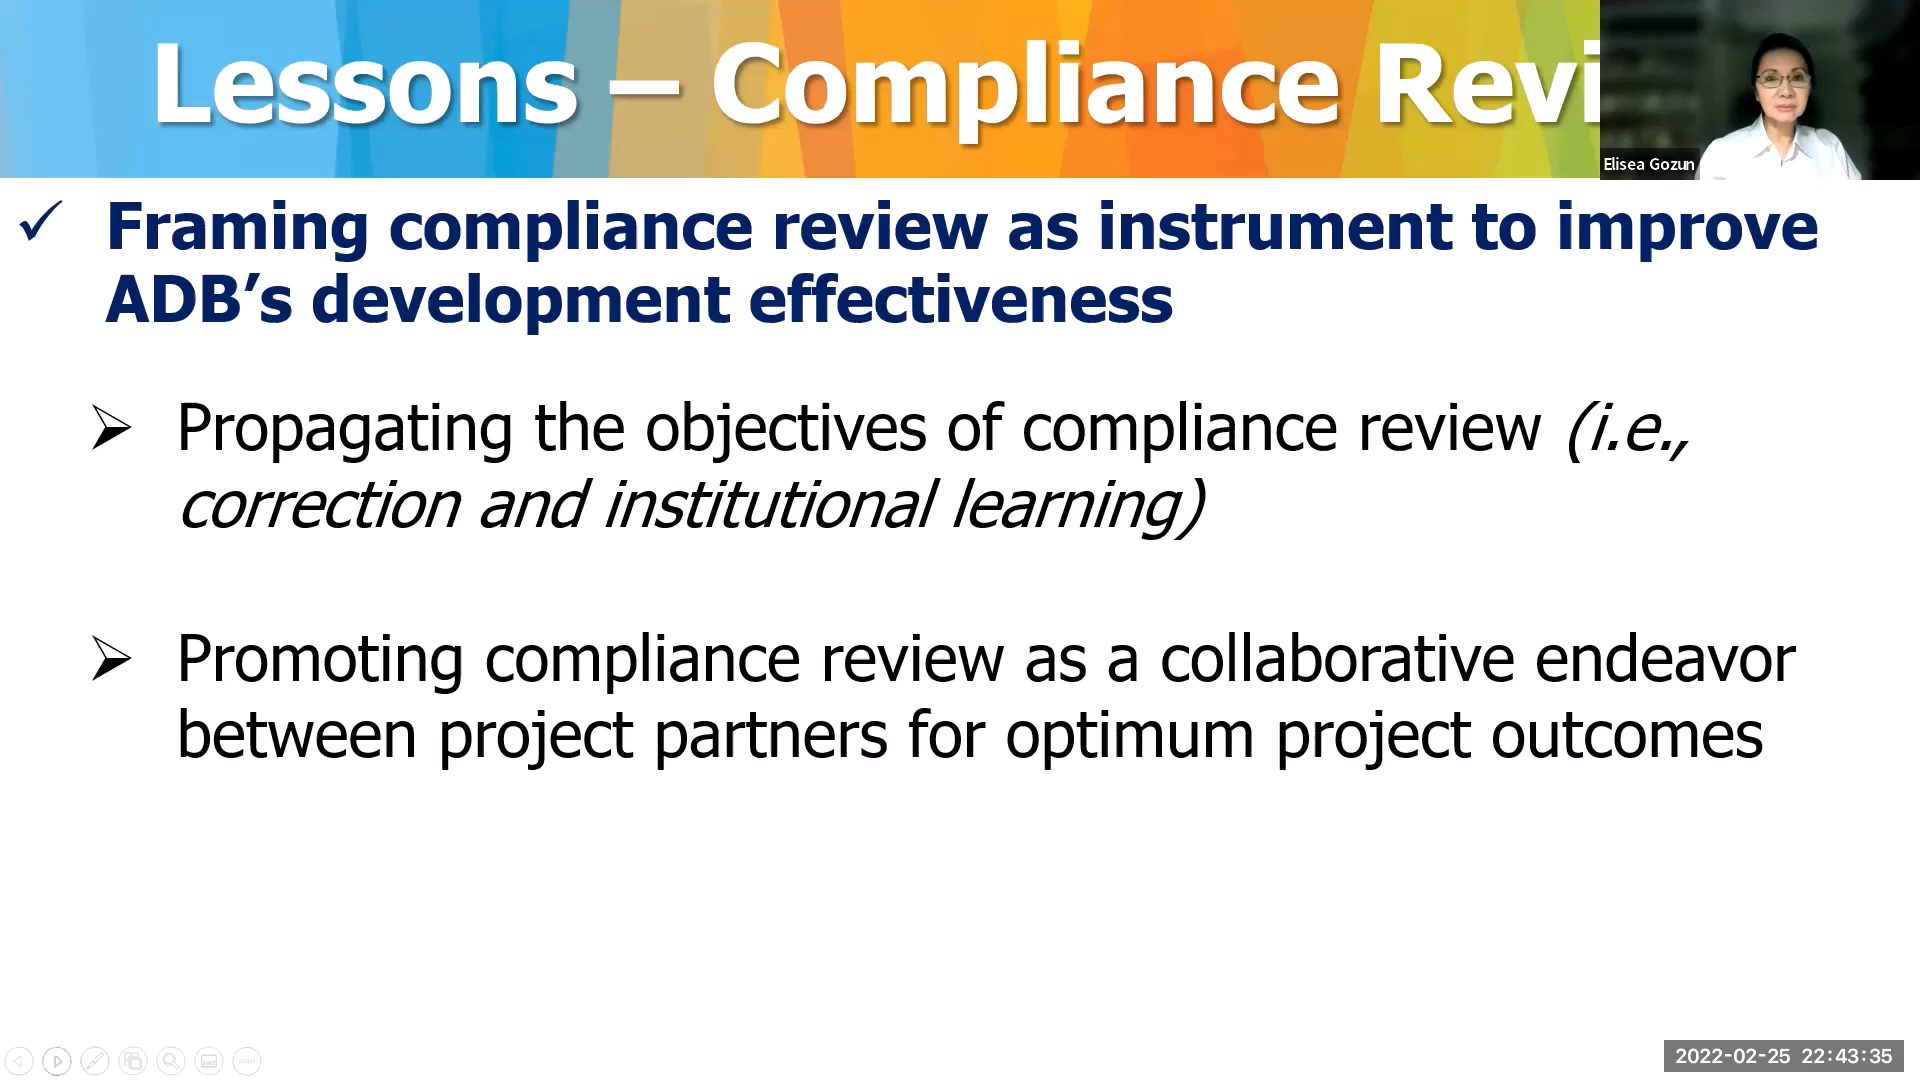 Lessons – Compliance Revi
Elisea Gozun
✓ Framing compliance review as instrument to improve
ADB’s development effectiveness
➢ Propagating the objectives of compliance review (i.e.,
correction and institutional learning)
➢ Promoting compliance review as a collaborative endeavor
between project partners for optimum project outcomes
2022-02-25 22:43:35